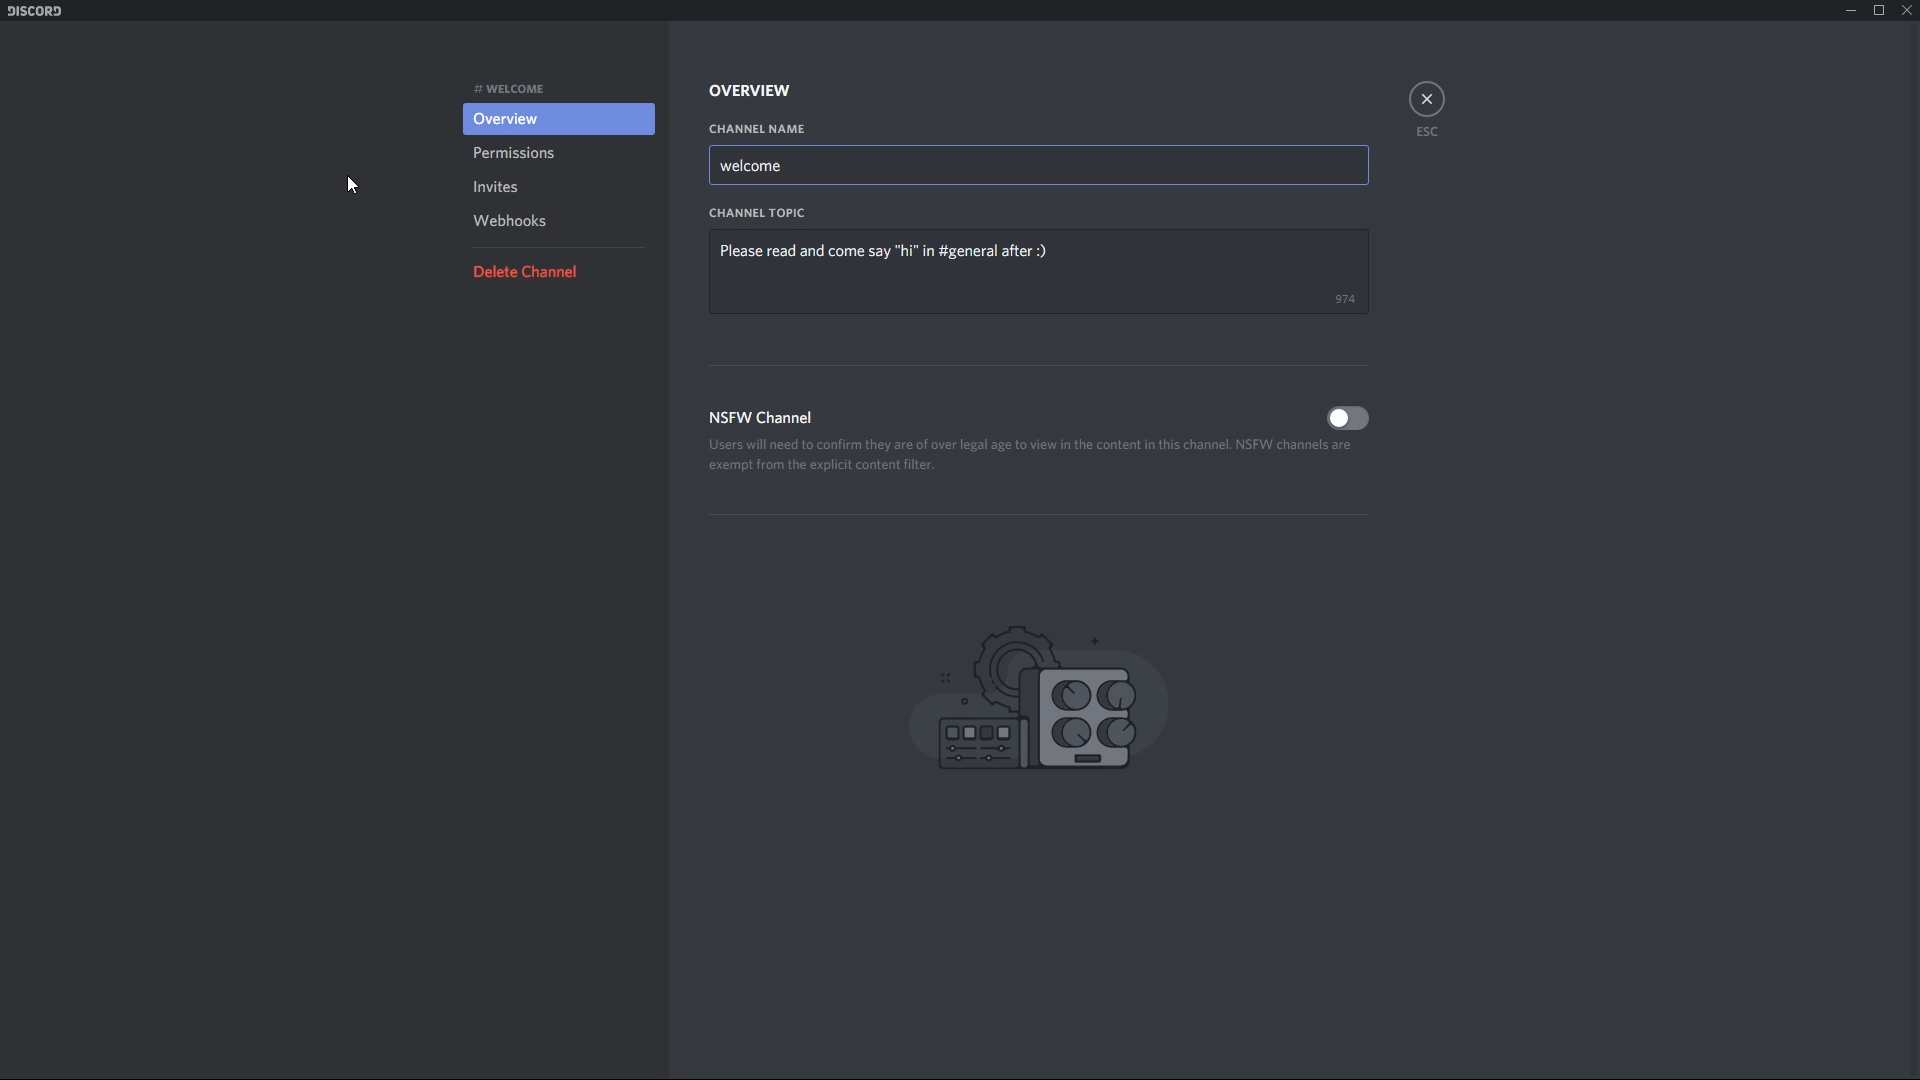 DISCORD
# WELCOME
Overview
Permissions
Invites
Webhooks
Delete Channel
OVERVIEW
CHANNEL NAME
welcome
CHANNEL TOPIC
Please read and come say "hi" in #general after :)
974
NSFW Channel
Users will need to confirm they are of over legal age to view in the content in this channel. NSFW channels are
exempt from the explicit content filter.
ESC